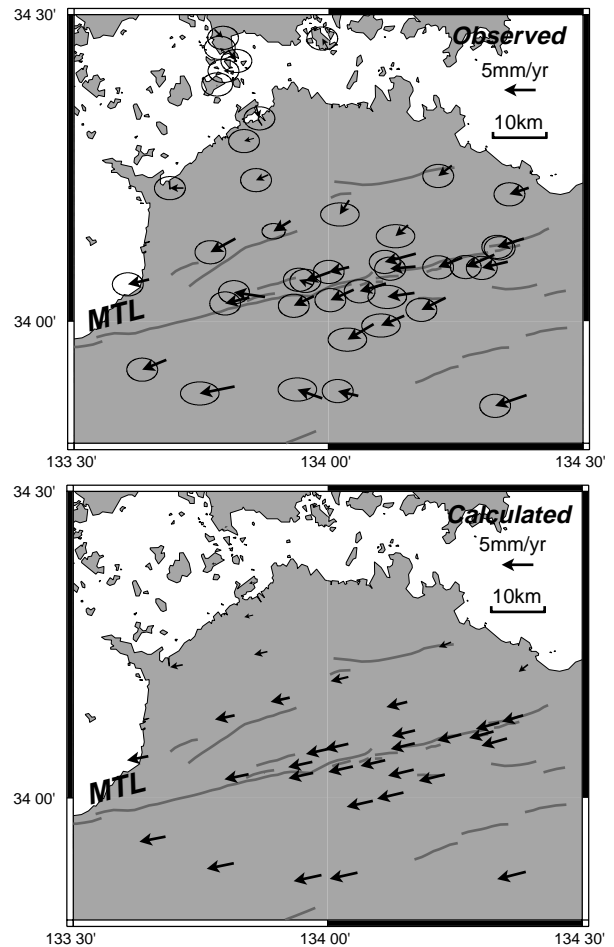 34 30'
Observed
5mm/yr
10km
MTL
34 00'
133 30'
134 00'
134 30'
34 30'
Calculated
5mm/yr
10km
MTL
34 00'
133 30'
134 00'
134 30'